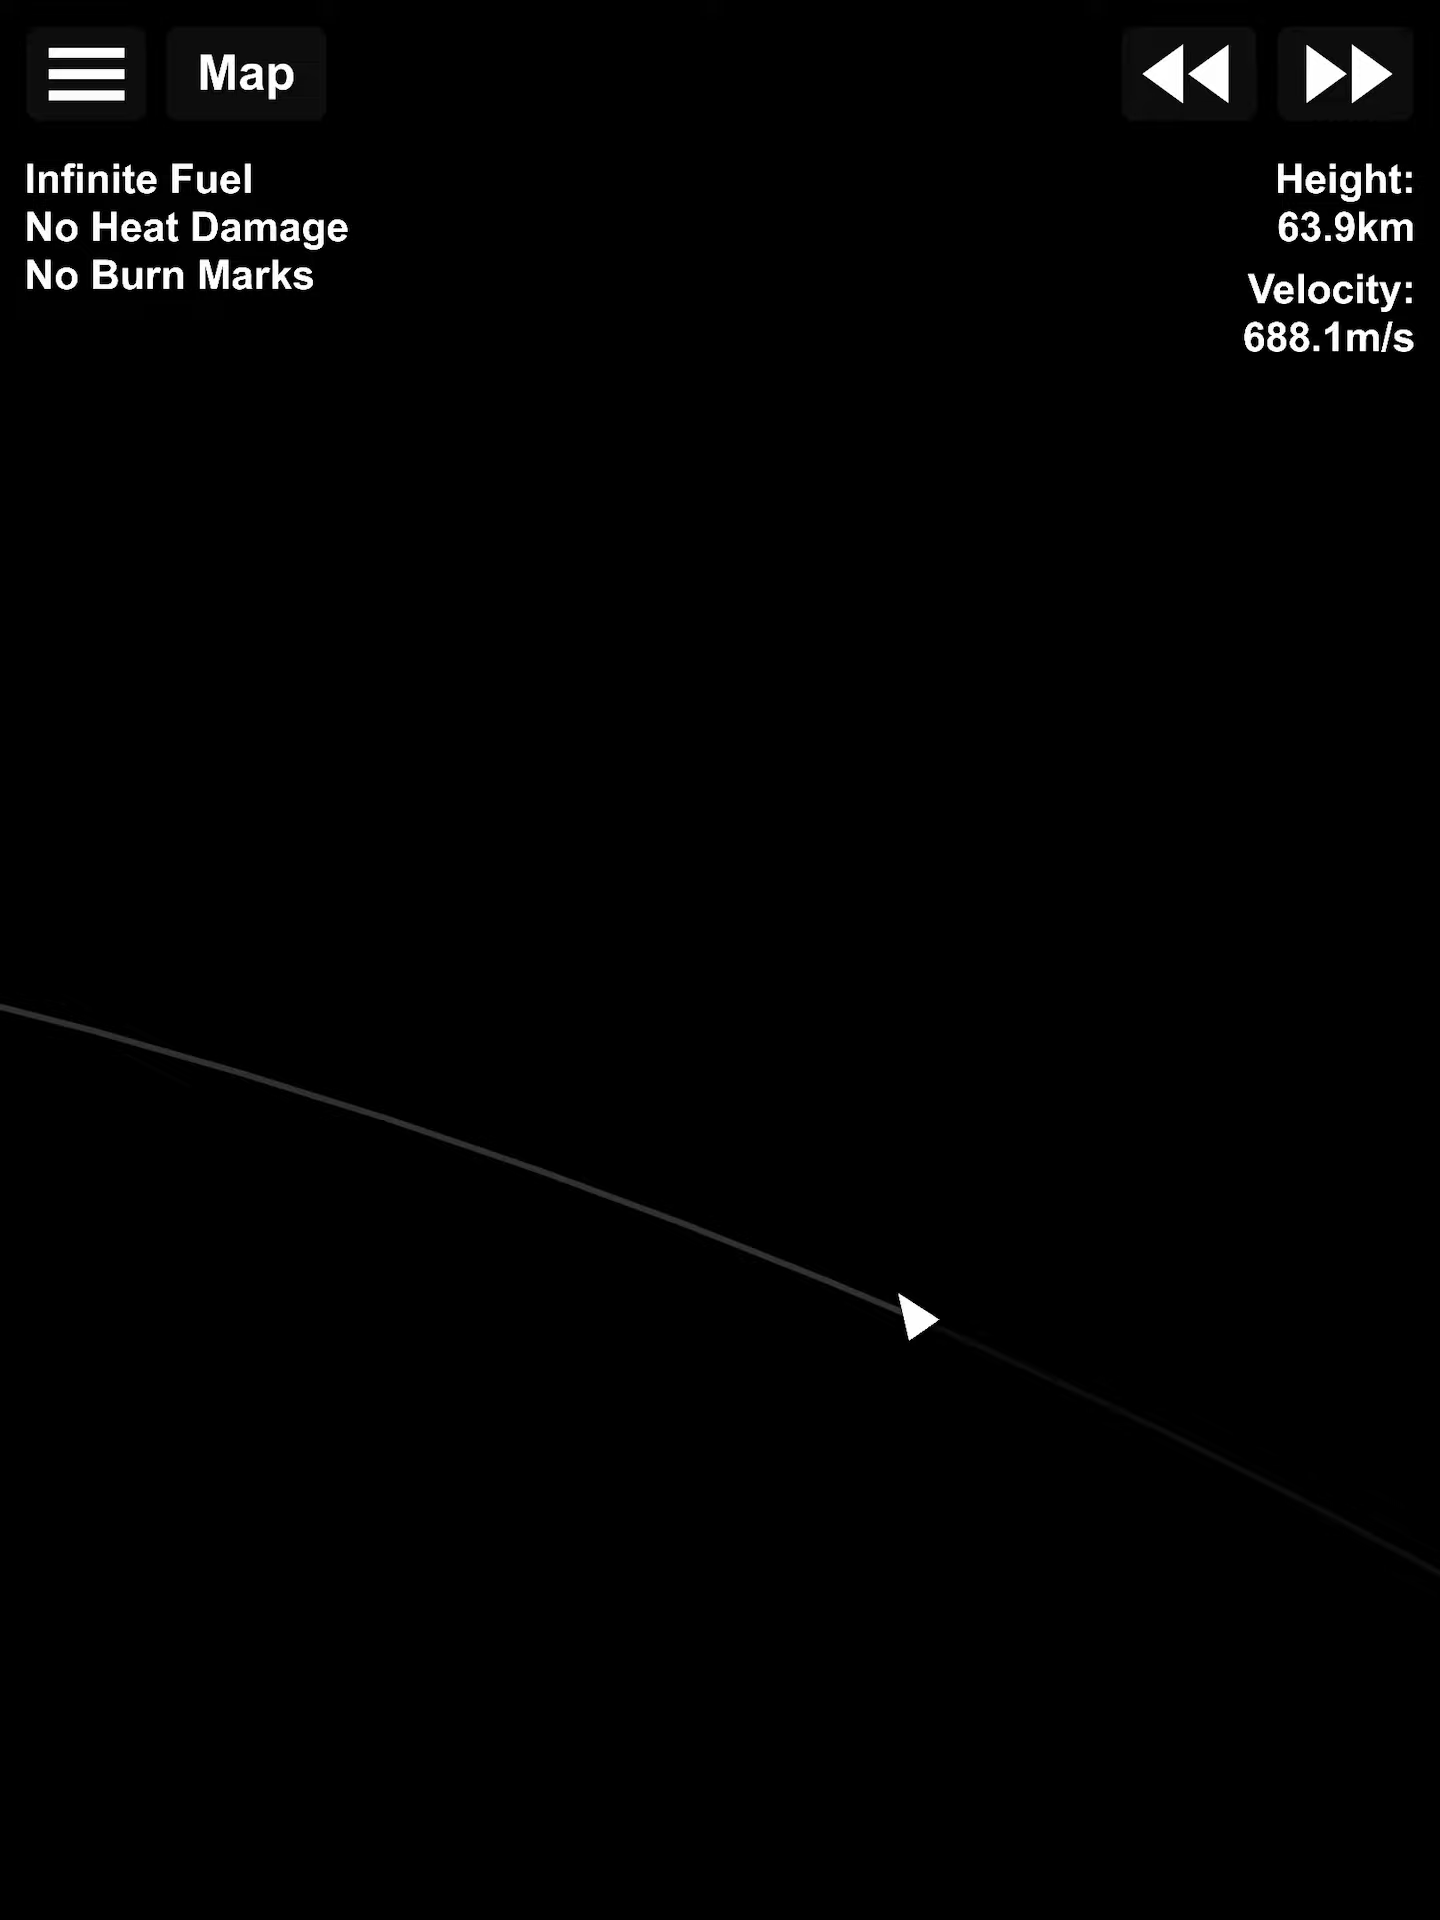 Map
Infinite Fuel
No Heat Damage
No Burn Marks
Height:
63.9km
Velocity:
688.1m/s